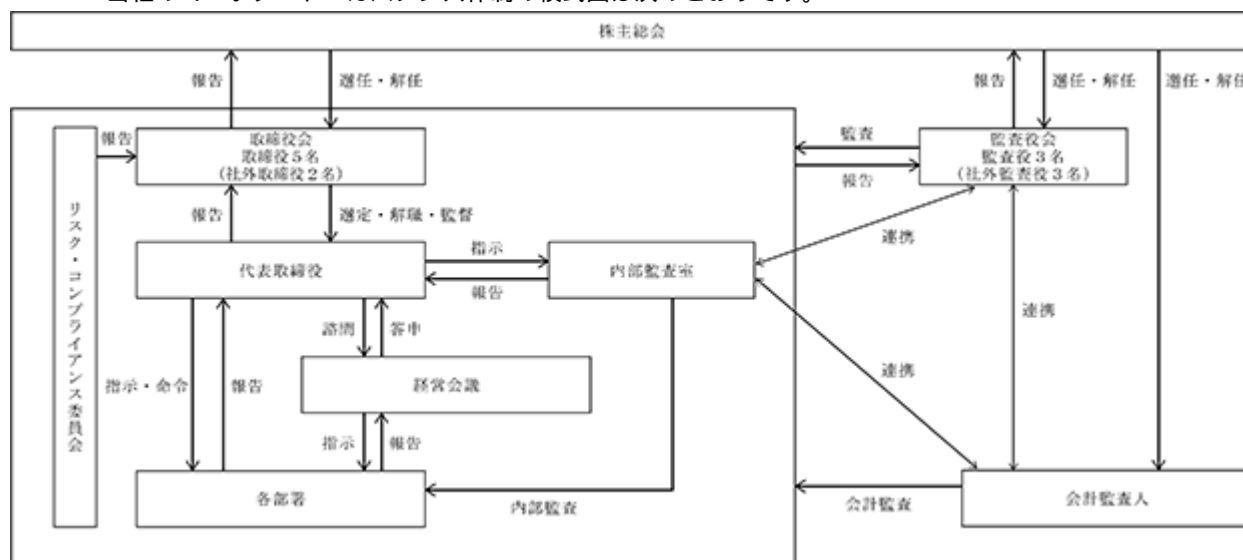 株主総会
報告
選任・解任
報告
選任・解任
選任・解任
報告
取締役会
取締役5名
(社外取締役2名)
監査
報告
監査役会
監査役3名
(社外監査役3名)
報告
選定・解職・監督
連携
リスク・コンプライアンス委員会
代表取締役
指示
報告
内部監査室
連携
諮問
答申
指示・命令
報告
経営会議
連携
指示
報告
各部署
内部監査
会計監査
会計監査人